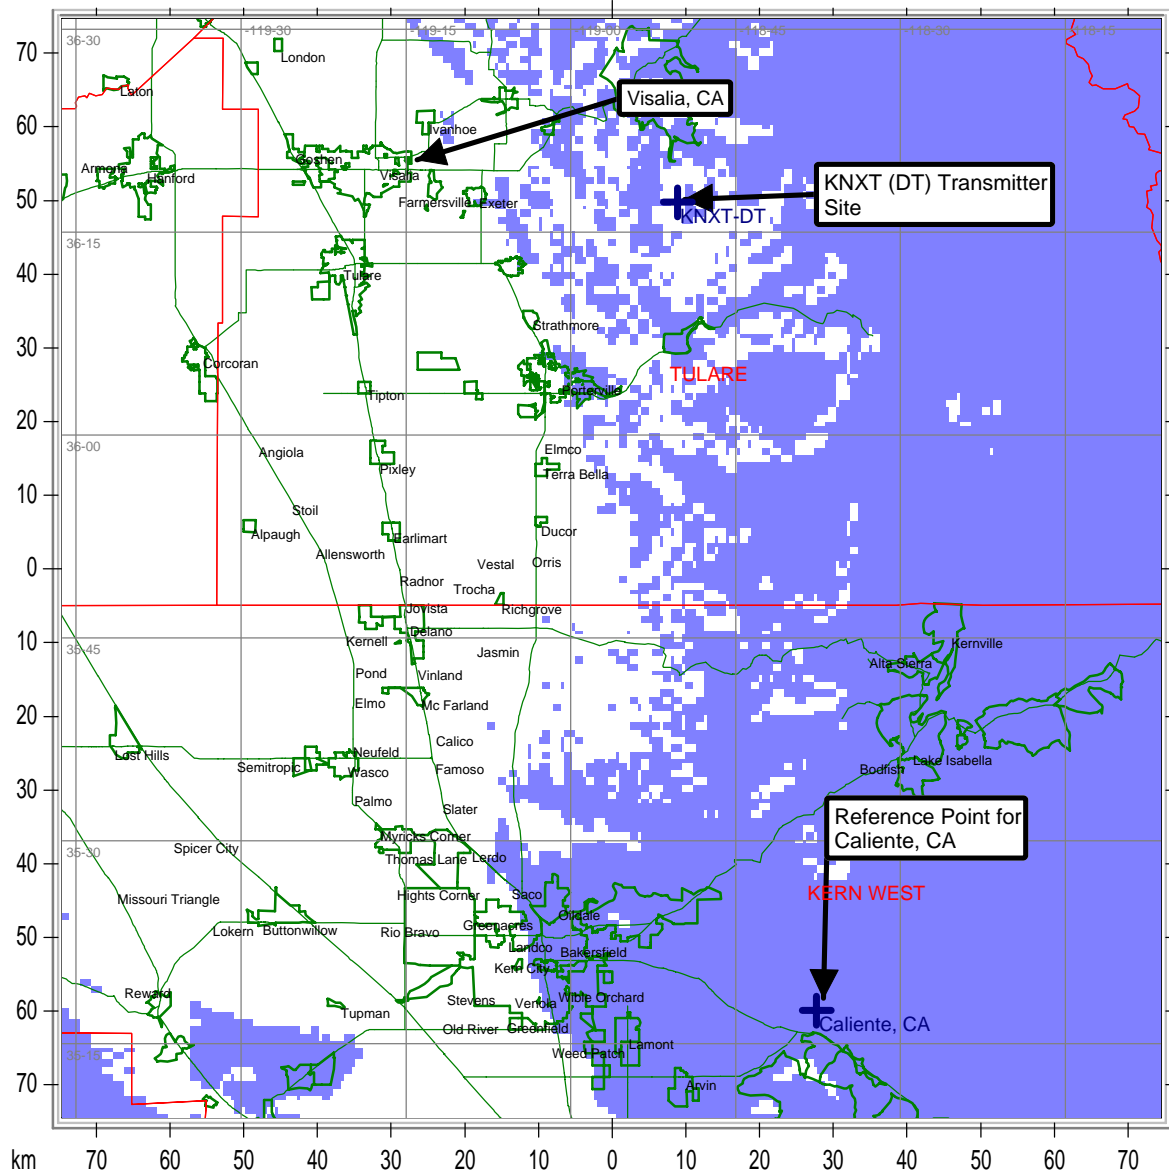 36-30
-119-30
-119-15
-119-00
-118-45
-118-30
-118-15
70
London
Laton
Visalia, CA
60
Ivanhoe
Armona
Hanford
Goshen
Visalia
Farmersville
Exeter
KNXT (DT) Transmitter
Site
50
KNXT-DT
36-15
40
Tulare
Strathmore
30
Corcoran
TULARE
Tipton
Porterville
20
36-00
Angiola
Elmco
Pixley
Terra Bella
10
Stoil
Alpaugh
Earlimart
Ducor
Allensworth
0
Vestal
Orris
Radnor
Trocha
Jovista
Richgrove
Delano
10
Kernell
35-45
Jasmin
Kernville
Alta Sierra
Pond
Vinland
Elmo
Mc Farland
20
Calico
Lost Hills
Neufeld
Semitropic
Wasco
Famoso
Bodfish
Lake Isabella
30
Palmo
Slater
Reference Point for
Caliente, CA
Myricks Corner
35-30
Spicer City
Thomas Lane
Lerdo
40
KERN WEST
Missouri Triangle
Hights Corner
Saco
Oildale
Lokern
Buttonwillow
Rio Bravo
Greenacres
50
Landco
Bakersfield
Kern City
Reward
Stevens
Venola
Wible Orchard
60
Tupman
Caliente, CA
Old River
Greenfield
35-15
Weed Patch
Lamont
70
Arvin
km
70
60
50
40
30
20
10
0
10
20
30
40
50
60
70